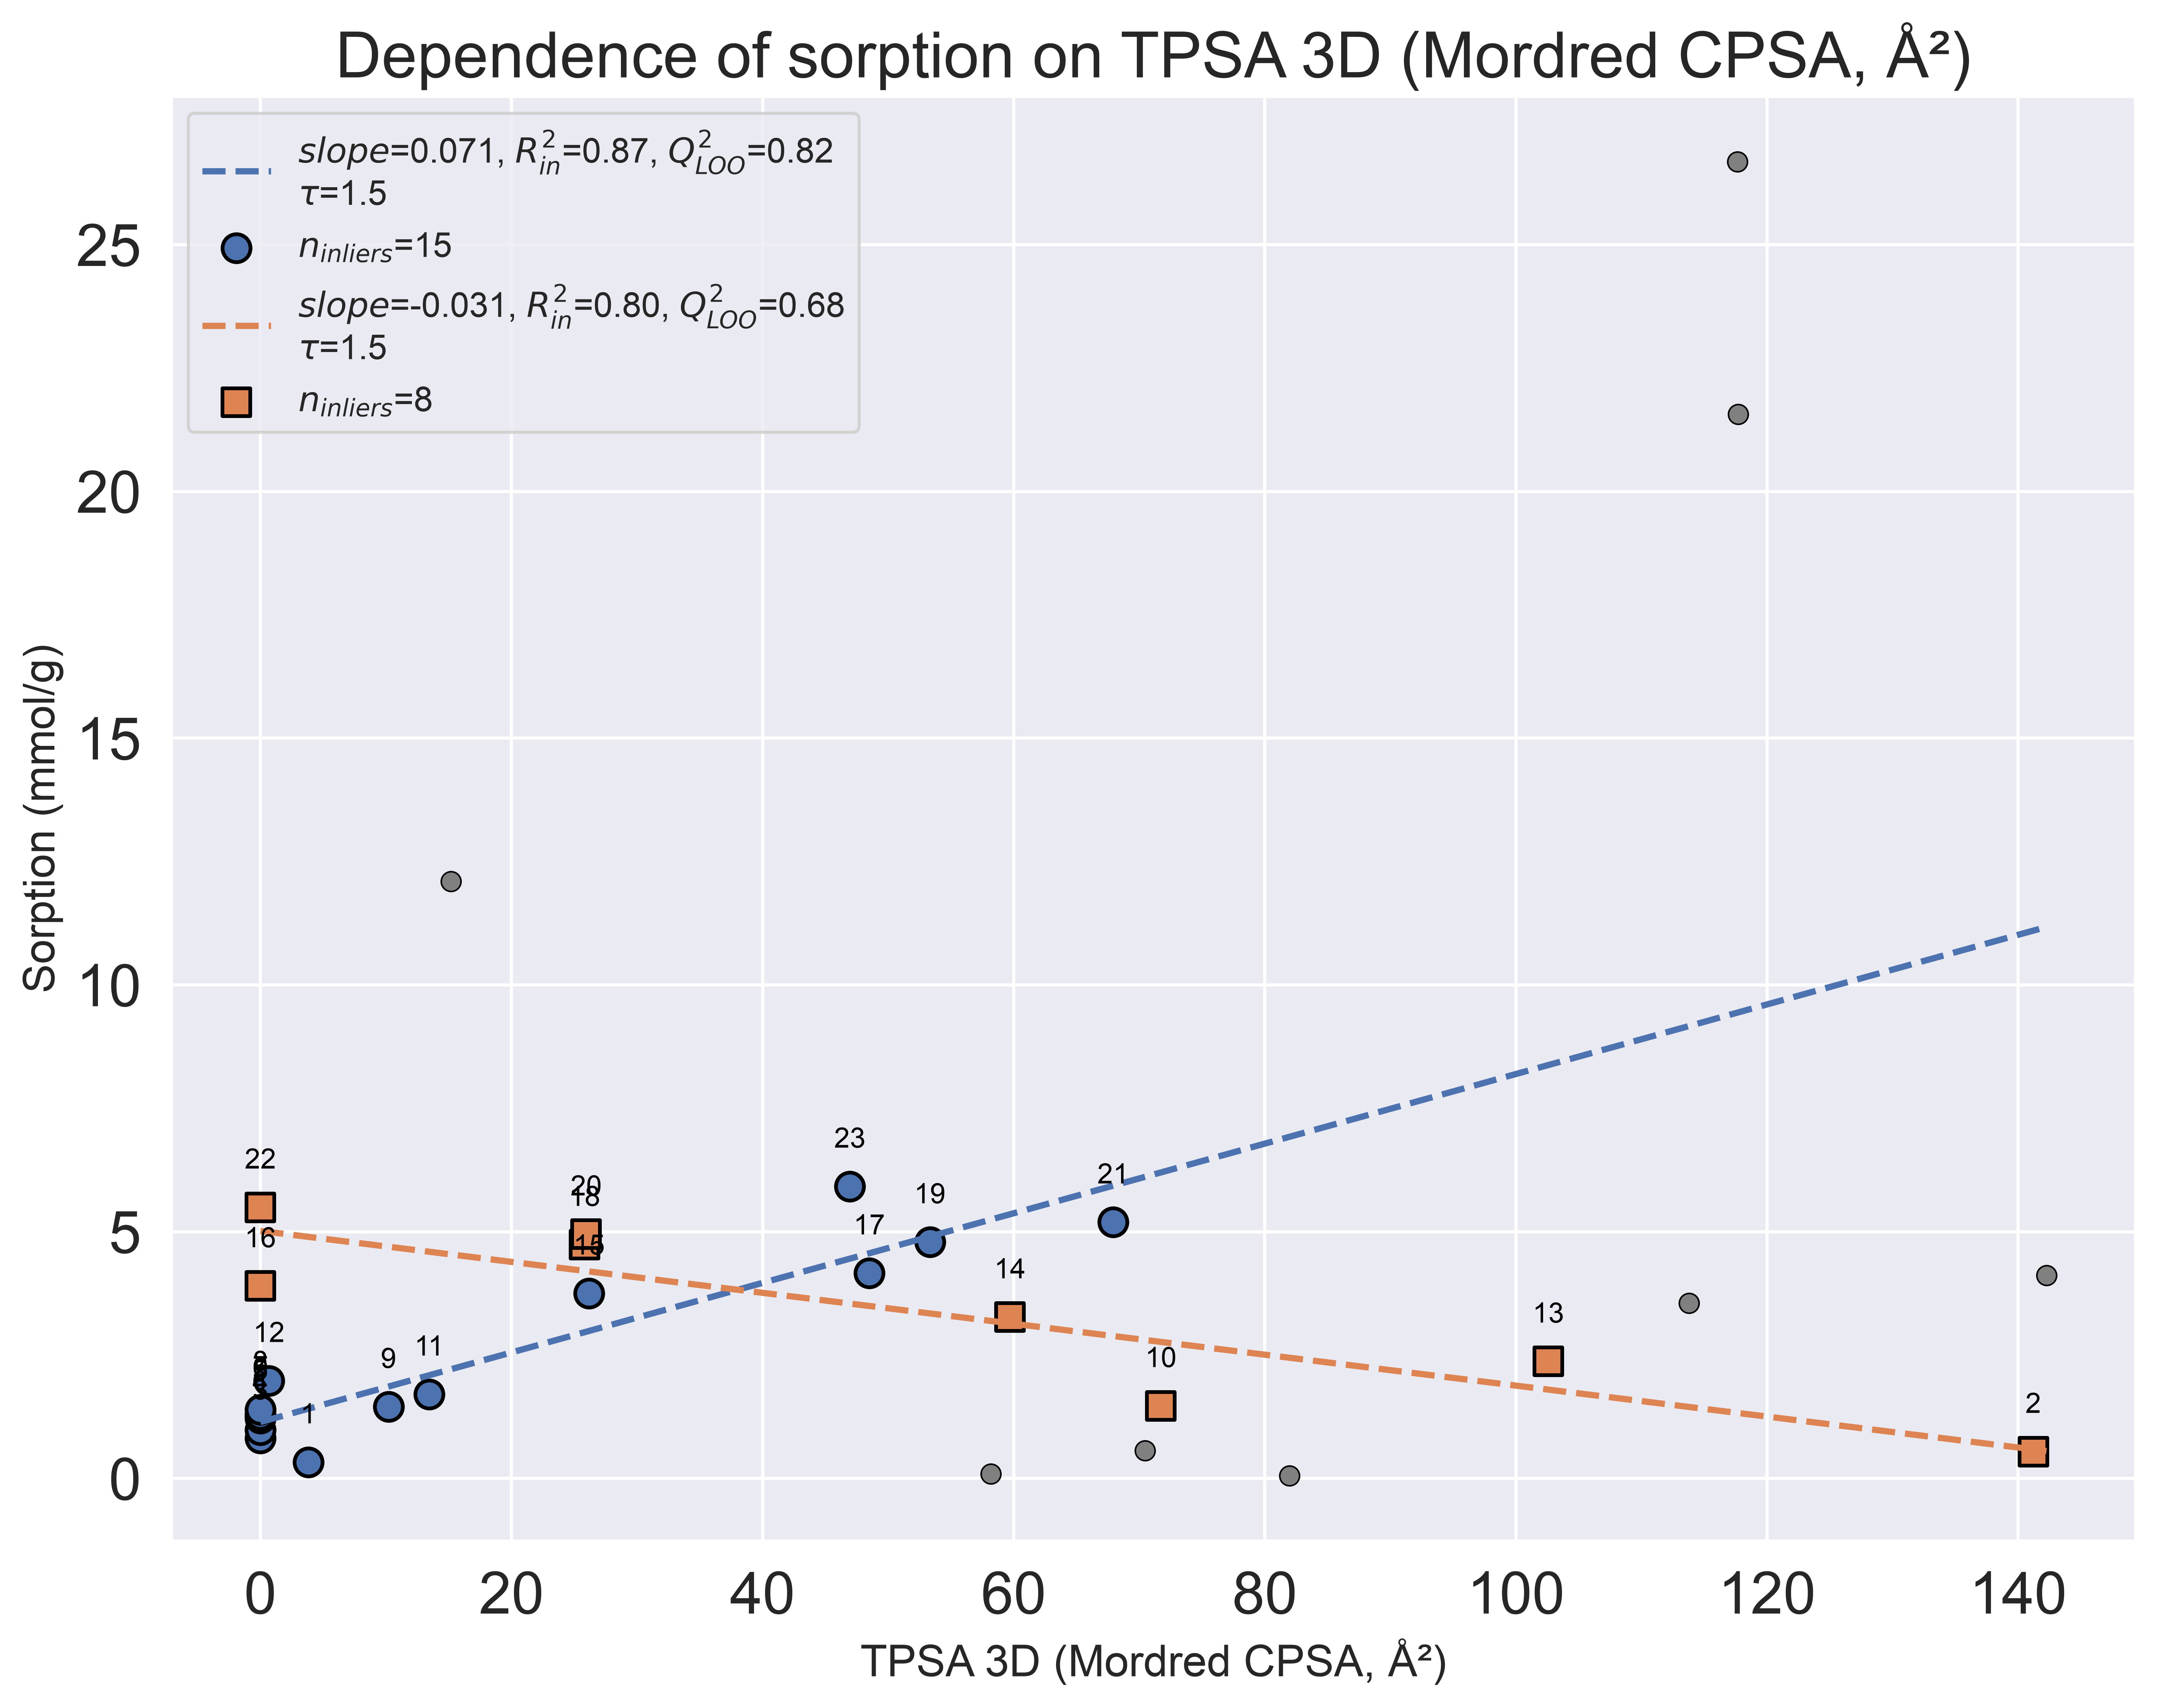 Dependence of sorption on TPSA 3D (Mordred CPSA, Å²)
slope=0.071, R²in=0.87, Q²LOO=0.82
τ=1.5
ninliers=15
slope=-0.031, R²in=0.80, Q²LOO=0.68
τ=1.5
ninliers=8
Sorption (mmol/g)
25
20
15
10
5
0
22
16
12
1
9
11
20
18
15
23
17
19
21
14
10
13
2
0 20 40 60 80 100 120 140
TPSA 3D (Mordred CPSA, Å²)